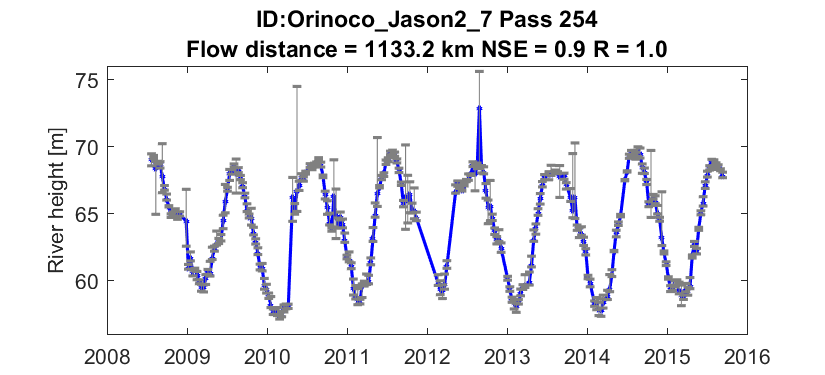 ID:Orinoco_Jason2_7 Pass 254
Flow distance = 1133.2 km NSE = 0.9 R = 1.0
75
70
65
60
River height [m]
2008 2009 2010 2011 2012 2013 2014 2015 2016